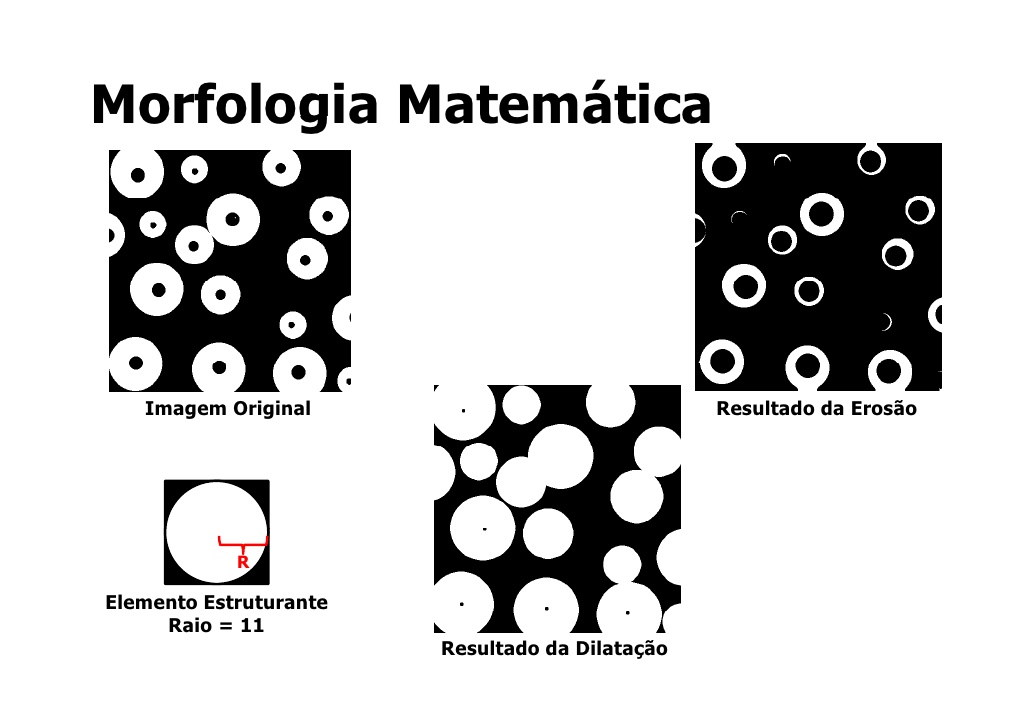 Morfologia Matemática
Imagem Original
Resultado da Erosão
R
Elemento Estruturante
Raio = 11
Resultado da Dilatação